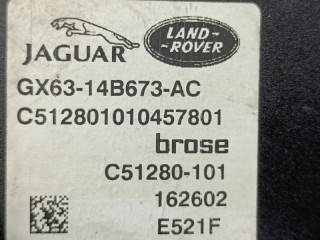 JAGUAR
LAND-
-ROVER
GX63-14B673-AC
C512801010457801
brose
C51280-101
162602
E521F